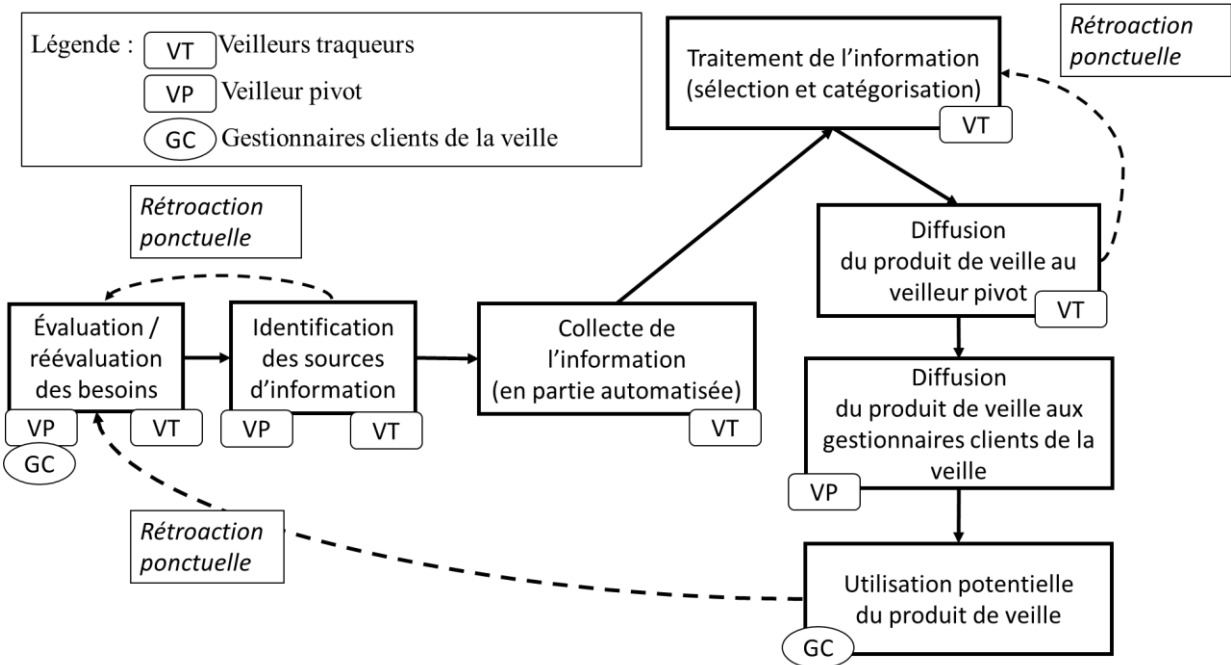 Légende :
VT Veilleurs traqueurs
VP Veilleur pivot
GC Gestionnaires clients de la veille
Traitement de l'information
(sélection et catégorisation)
VT
Rétroaction
ponctuelle
Rétroaction
ponctuelle
Diffusion
du produit de veille au
veilleur pivot
VT
Évaluation /
réévaluation
des besoins
VP
VT
GC
Identification
des sources
d'information
VP
VT
Collecte de
l'information
(en partie automatisée)
VT
Diffusion
du produit de veille aux
gestionnaires clients de la
veille
VP
Rétroaction
ponctuelle
Utilisation potentielle
du produit de veille
GC